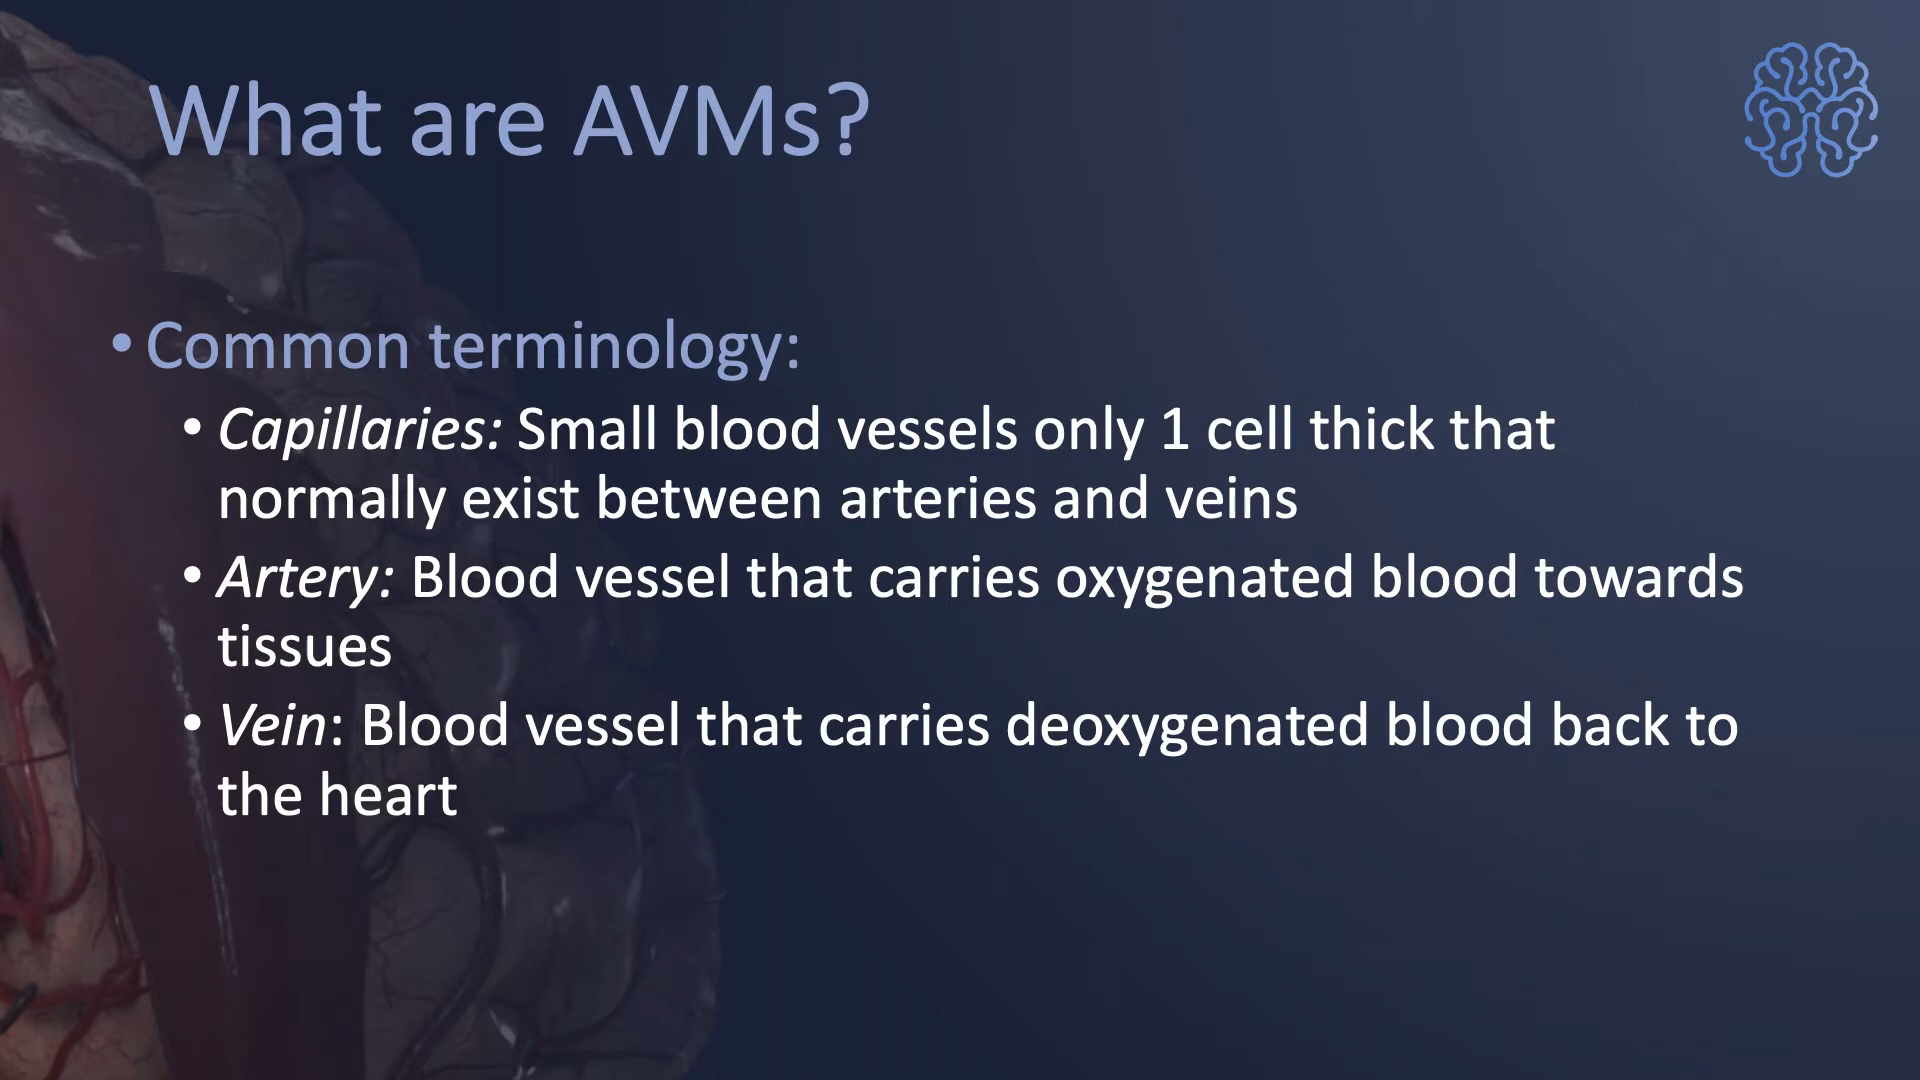 What are AVMs?
• Common terminology:
• Capillaries: Small blood vessels only 1 cell thick that
normally exist between arteries and veins
• Artery: Blood vessel that carries oxygenated blood towards
tissues
• Vein: Blood vessel that carries deoxygenated blood back to
the heart